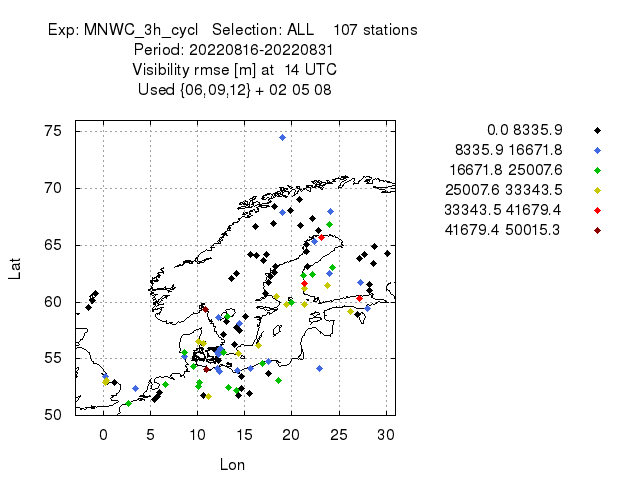 Exp: MNWC_3h_cycl   Selection: ALL    107 stations
Period: 20220816-20220831
Visibility rmse [m] at  14 UTC
Used {06,09,12} + 02 05 08
0.0 8335.9
8335.9 16671.8
16671.8 25007.6
25007.6 33343.5
33343.5 41679.4
41679.4 50015.3
75
70
65
60
55
50
Lat
0 5 10 15 20 25 30
Lon